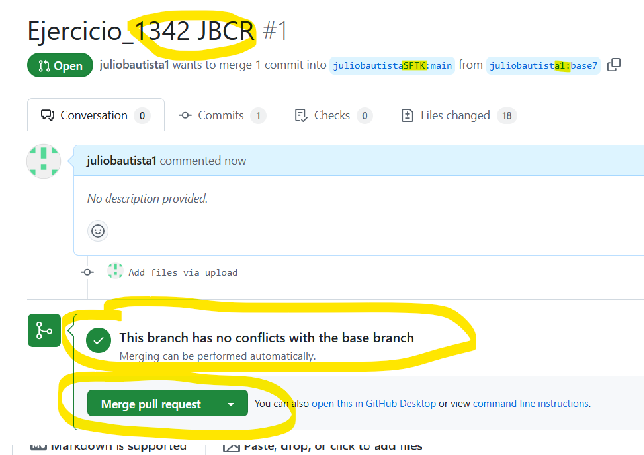 Ejercicio_1342 JBCR #1
Open juliobautista1 wants to merge 1 commit into juliobautistaSFTK:main from juliobautista1:base7
Conversation 0 Commits 1 Checks 0 Files changed 18
juliobautista1 commented now
No description provided.
Add files via upload
This branch has no conflicts with the base branch
Merging can be performed automatically.
Merge pull request You can also open this in GitHub Desktop or view command line instructions.
Markdown is supported Paste, drop, or click to add files